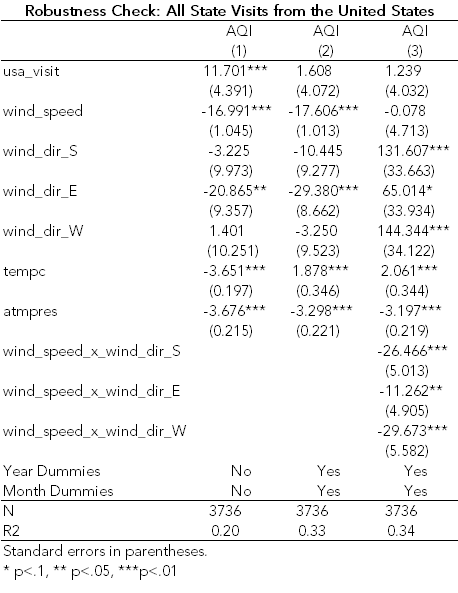 Robustness Check: All State Visits from the United States
AQI AQI AQI
(1) (2) (3)
usa_visit 11.701*** 1.608 1.239
(4.391) (4.072) (4.032)
wind_speed -16.991*** -17.606*** -0.078
(1.045) (1.013) (4.713)
wind_dir_S -3.225 -10.445 131.607***
(9.973) (9.277) (33.663)
wind_dir_E -20.865** -29.380*** 65.014*
(9.357) (8.662) (33.934)
wind_dir_W 1.401 -3.250 144.344***
(10.251) (9.523) (34.122)
tempc -3.651*** 1.878*** 2.061***
(0.197) (0.346) (0.344)
atmpres -3.676*** -3.298*** -3.197***
(0.215) (0.221) (0.219)
wind_speed_x_wind_dir_S -26.466***
(5.013)
wind_speed_x_wind_dir_E -11.262**
(4.905)
wind_speed_x_wind_dir_W -29.673***
(5.582)
Year Dummies No Yes Yes
Month Dummies No Yes Yes
N 3736 3736 3736
R2 0.20 0.33 0.34
Standard errors in parentheses.
* p<.1, ** p<.05, ***p<.01